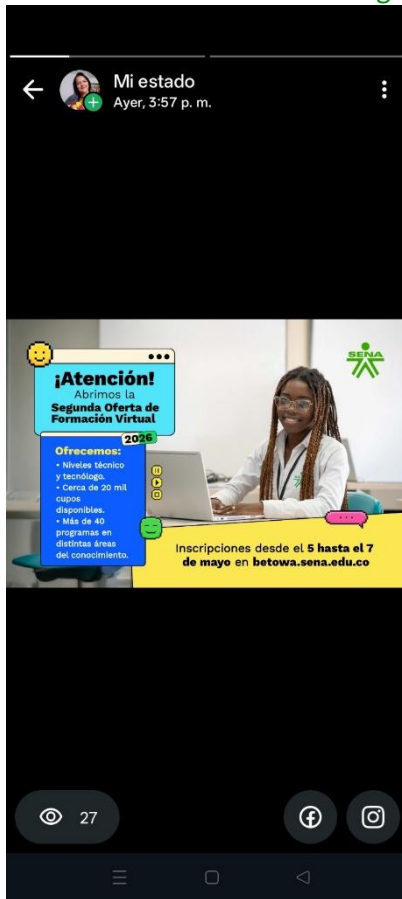 Mi estado
Ayer, 3:57 p. m.
SENA
¡Atención!
Abrimos la
Segunda Oferta de
Formación Virtual
2026
Ofrecemos:
• Niveles técnico
y tecnólogo.
• Cerca de 20 mil
cupos
disponibles.
• Más de 40
programas en
distintas áreas
del conocimiento.
Inscripciones desde el 5 hasta el 7
de mayo en betowa.sena.edu.co
27